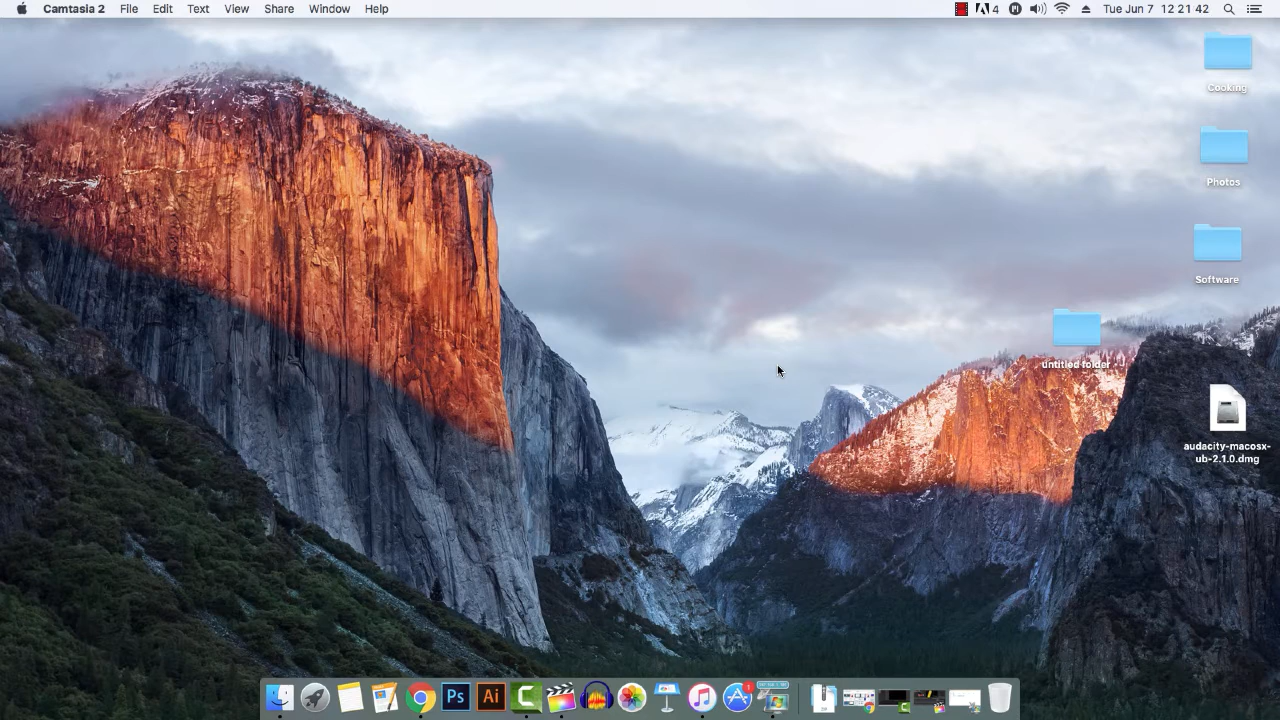 Camtasia 2 File Edit Text View Share Window Help 4 Tue Jun 7 12 21 42
Cooking
Photos
Software
untitled folder
audacity-macosx-
ub-2.1.0.dmg
Ps Ai 1